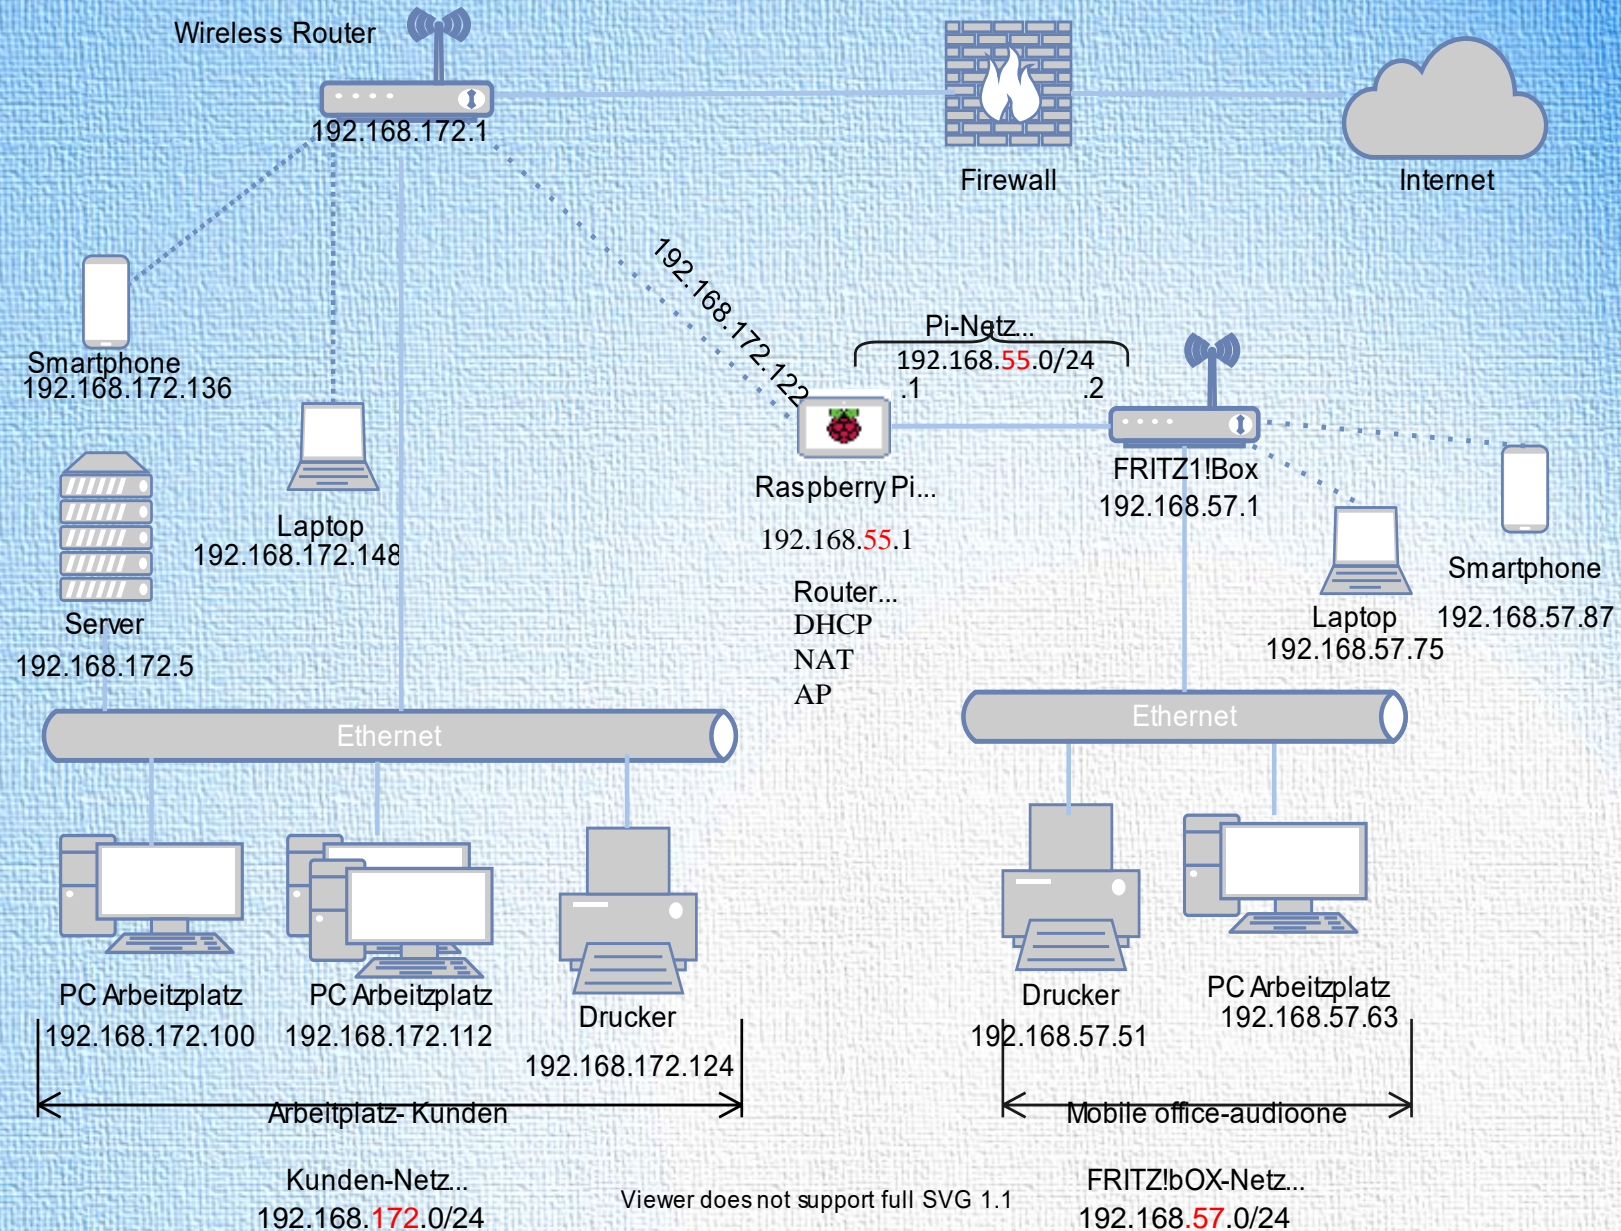 Wireless Router
192.168.172.1
Firewall
Internet
192.168.172.122
Pi-Netz...
192.168.55.0/24
.1
.2
Smartphone
192.168.172.136
Laptop
192.168.172.148
Raspberry Pi...
192.168.55.1
Router...
DHCP
NAT
AP
FRITZ1!Box
192.168.57.1
Smartphone
192.168.57.87
Laptop
192.168.57.75
Server
192.168.172.5
Ethernet
Ethernet
PC Arbeitzplatz
192.168.172.100
PC Arbeitzplatz
192.168.172.112
Drucker
192.168.172.124
Drucker
192.168.57.51
PC Arbeitzplatz
192.168.57.63
Arbeitplatz- Kunden
Mobile office-audioone
Kunden-Netz...
192.168.172.0/24
Viewer does not support full SVG 1.1
FRITZ!bOX-Netz...
192.168.57.0/24